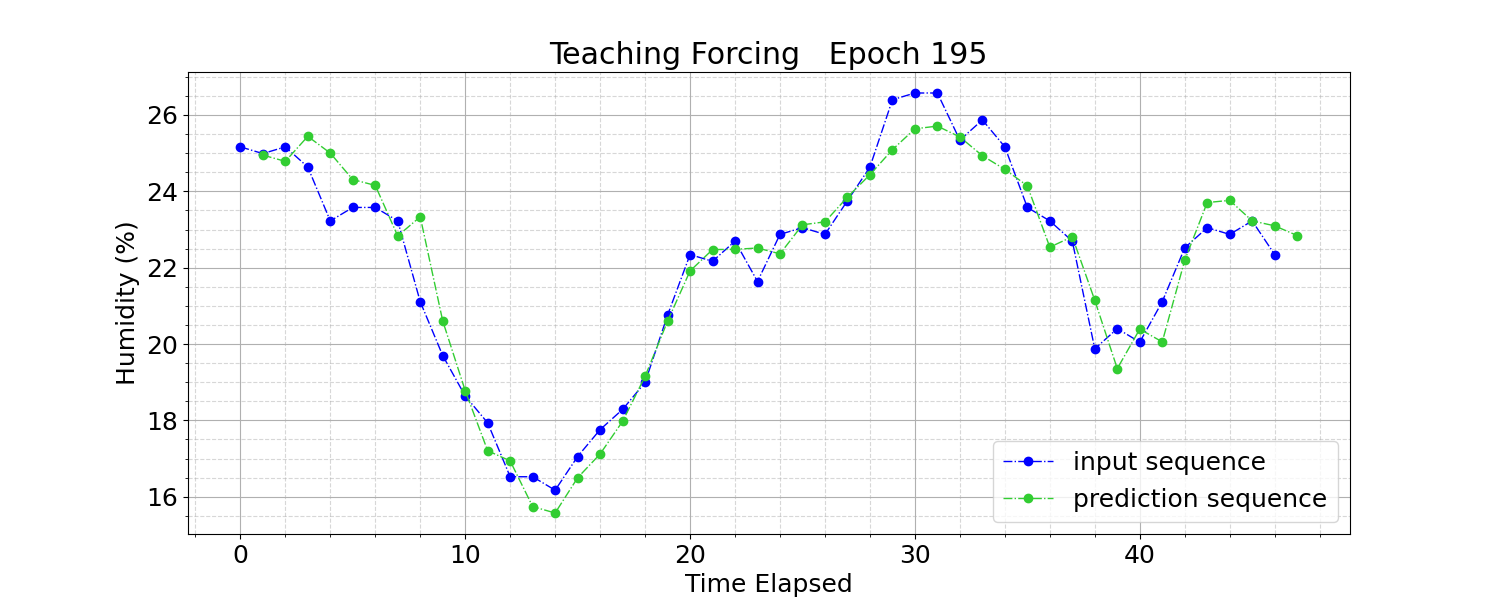 Teaching Forcing   Epoch 195
Humidity (%)
26
24
22
20
18
16
0 10 20 30 40
Time Elapsed
input sequence
prediction sequence